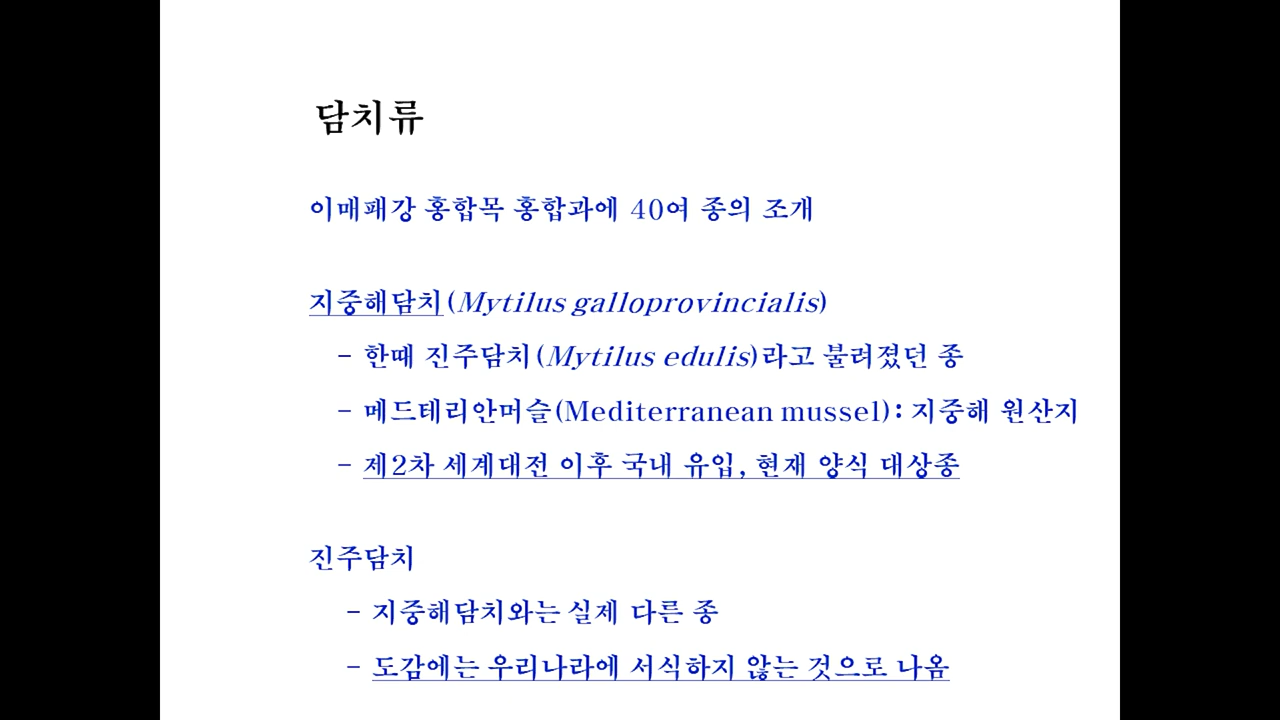 담치류
이매패강 홍합목 홍합과에 40여 종의 조개
지중해담치(Mytilus galloprovincialis)
- 한때 진주담치(Mytilus edulis)라고 불려졌던 종
- 메드테리안머슬(Mediterranean mussel): 지중해 원산지
- 제2차 세계대전 이후 국내 유입, 현재 양식 대상종
진주담치
- 지중해담치와는 실제 다른 종
- 도감에는 우리나라에 서식하지 않는 것으로 나옴